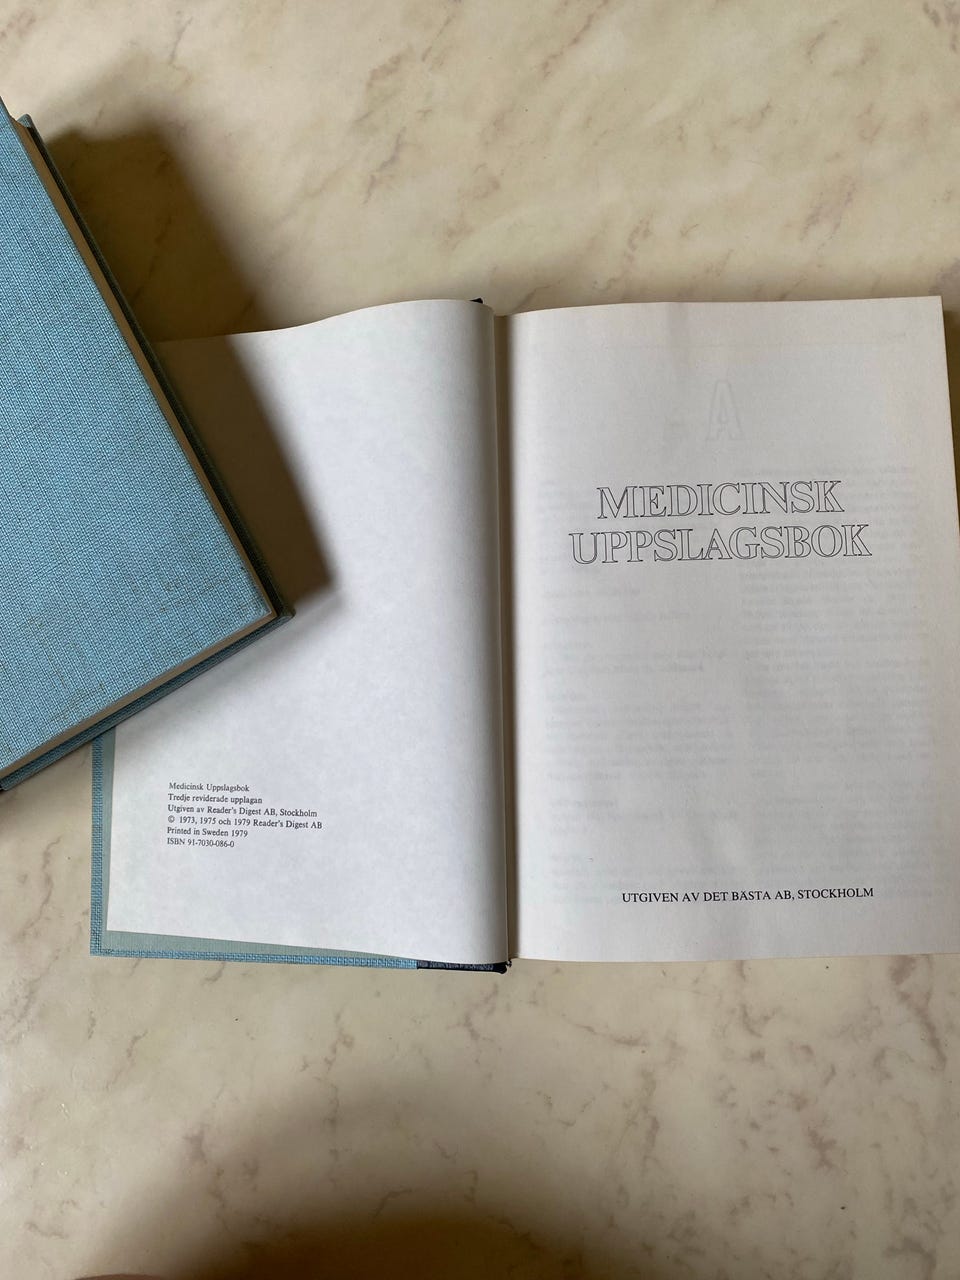 Medicinsk Uppslagsbok
Tredje reviderade upplagan
Utgiven av Reader's Digest AB, Stockholm
© 1973, 1975 och 1979 Reader's Digest AB
Printed in Sweden 1979
ISBN 91-7030-086-0
A
MEDICINSK
UPPSLAGSBOK
UTGIVEN AV DET BÄSTA AB, STOCKHOLM